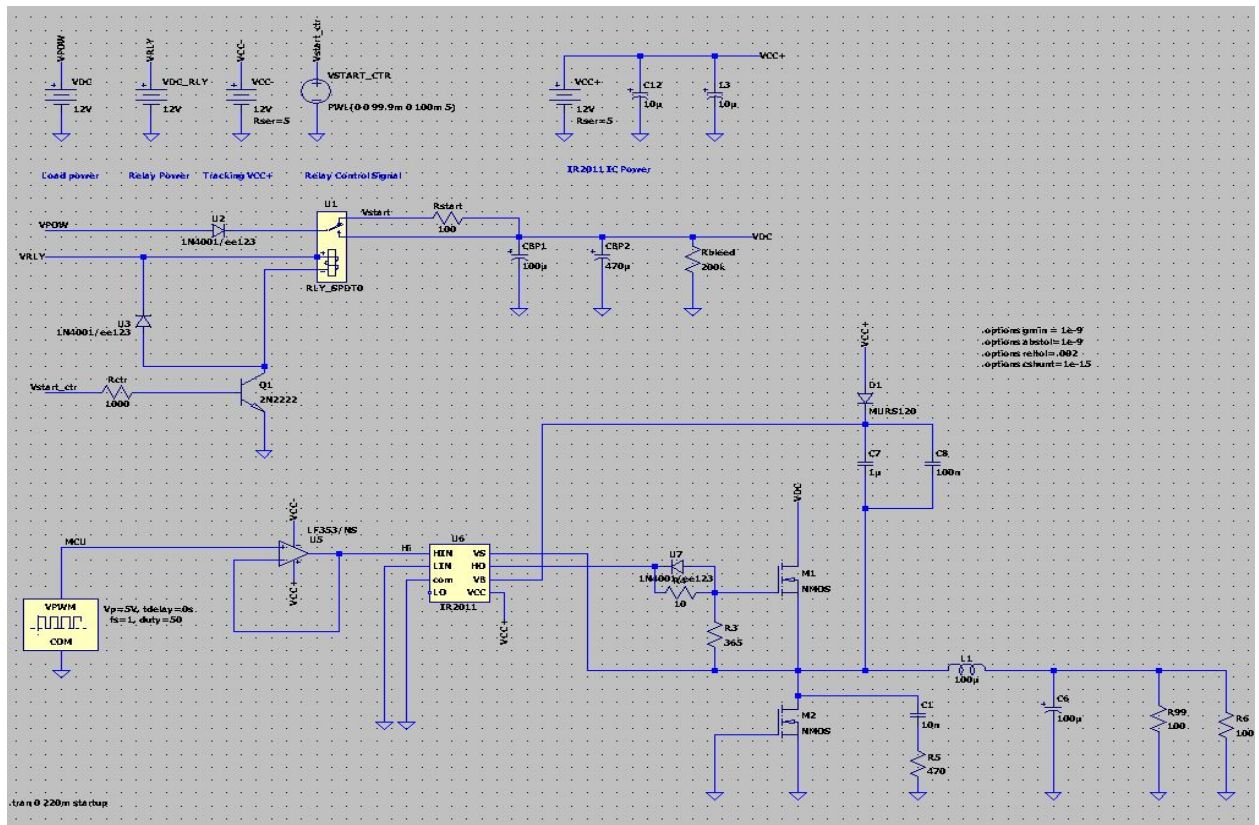 VPOW
VRLY
VCC-
Vstart_ctr
VDC
12V
VDC_RLY
12V
VCC-
12V
Rser=5
VSTART_CTR
PWL(0 0 99.9m 0 100m 5)
VCC+
12V
Rser=5
C12
10µ
10µ
VCC+
Load power
Relay Power
Tracking VCC+
Relay Control Signal
IR2011 IC Power
VPOW
U2
1N4001/ee123
U1
Vstart
Rstart
100
VRLY
RLY_SPDT0
CBP1
100µ
CBP2
470µ
Rbleed
200k
VDC
U3
1N4001/ee123
Vstart_ctr
Rctr
1000
Q1
2N2222
.options gmin = 1e-9
.options abstol=1e-9
.options reltol=.002
.options cshunt=1e-15
VCC+
D1
MURS120
C7
1µ
C8
100n
VDC
MCU
VCC-
LF353/NS
U5
VCC+
VPWM
COM
Vp=5V, tdelay=0s
fs=1, duty=50
Hi
U6
HIN VS
LIN HO
com VB
LO VCC
IR2011
VCC+
U7
1N4001/ee123
10
R3
365
M1
NMOS
M2
NMOS
C1
10n
R5
470
L1
100µ
C6
100µ
R99
100
R6
100
.tran 0 220m startup